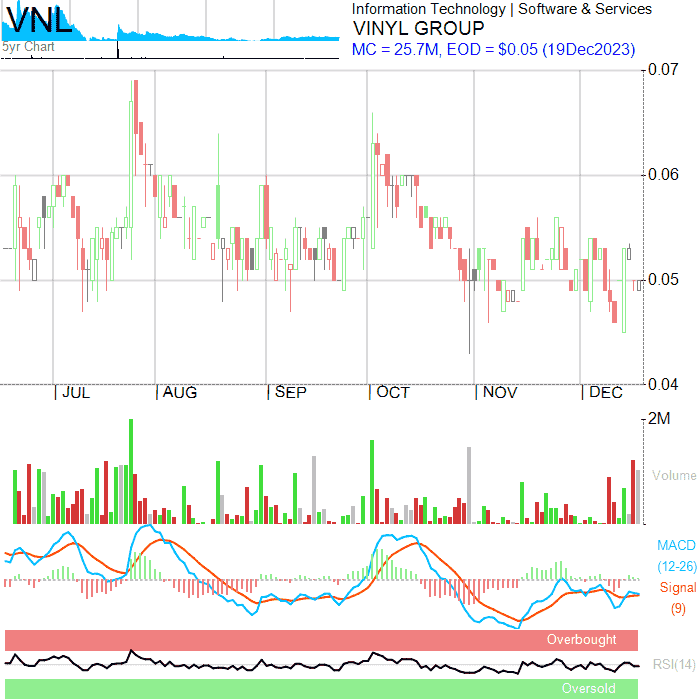 VNL
5yr Chart
Information Technology | Software & Services
VINYL GROUP
MC = 25.7M, EOD = $0.05 (19Dec2023)
0.07
0.06
0.05
0.04
| JUL | AUG | SEP | OCT | NOV | DEC
2M
Volume
MACD
(12-26)
Signal
(9)
Overbought
RSI(14)
Oversold